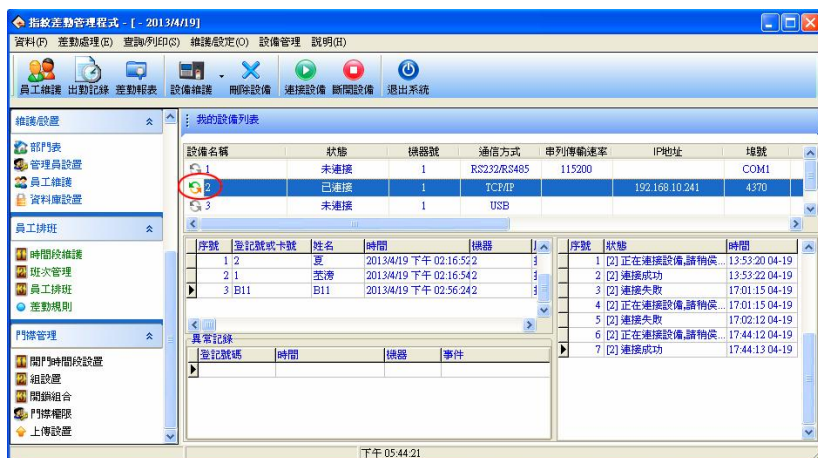 指紋差勤管理程式 - [ - 2013/4/19]
資料(F) 差勤處理(E) 查詢/列印(S) 維護/設定(O) 設備管理 說明(H)
員工維護 出勤記錄 差勤報表 設備維護 刪除設備 連接設備 斷開設備 退出系統
維護/設置
部門表
管理員設置
員工維護
資料庫設置
員工排班
時間段維護
班次管理
員工排班
差勤規則
門禁管理
開門時間段設置
組設置
開鎖組合
門禁權限
上傳設置
我的設備列表
設備名稱 狀態 機器號 通信方式 串列傳輸速率 IP地址 埠號
1 未連接 1 RS232/RS485 115200 COM1
2 已連接 1 TCP/IP 192.168.10.241 4370
3 未連接 1 USB
序號 登記號或卡號 姓名 時間 機器
1 2 夏 2013/4/19 下午 02:16:52 2
2 1 2013/4/19 下午 02:16:54 2
3 B11 B11 2013/4/19 下午 02:56:24 2
異常記錄
登記號碼 時間 機器 事件
序號 狀態 時間
1 [2] 正在連接設備,請稍侯... 13:53:20 04-19
2 [2] 連接成功 13:53:22 04-19
3 [2] 連接失敗 17:01:15 04-19
4 [2] 正在連接設備,請稍侯... 17:01:15 04-19
5 [2] 連接失敗 17:02:12 04-19
6 [2] 正在連接設備,請稍侯... 17:44:12 04-19
7 [2] 連接成功 17:44:13 04-19
下午 05:44:21